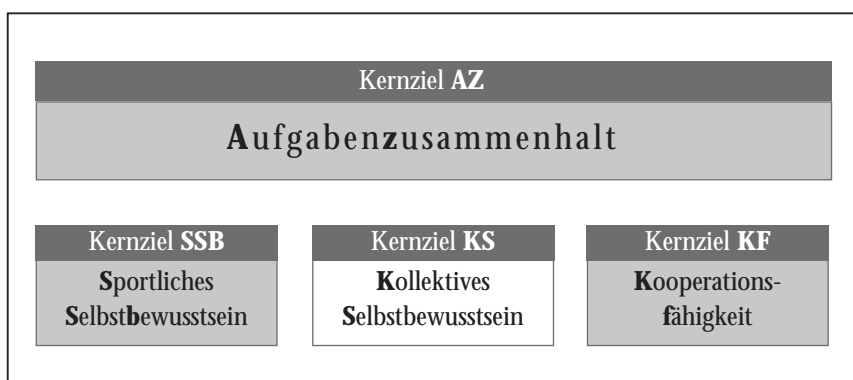 Kernziel AZ
Aufgabenzusammenhalt
Kernziel SSB
Sportliches
Selbstbewusstsein
Kernziel KS
Kollektives
Selbstbewusstsein
Kernziel KF
Kooperations-
fähigkeit